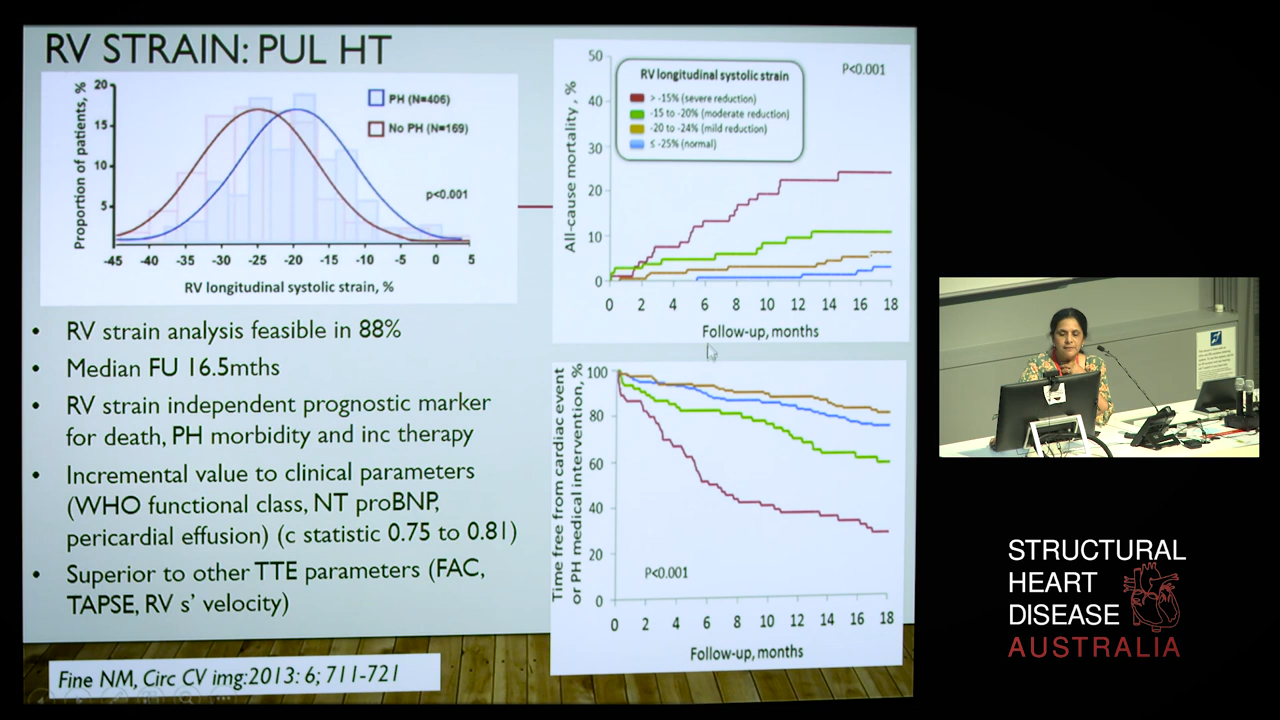 RV STRAIN: PUL HT
20
15
10
5
Proportion of patients, %
PH (N=406)
No PH (N=169)
p<0.001
-45 -40 -35 -30 -25 -20 -15 -10 -5 0 5
RV longitudinal systolic strain, %
• RV strain analysis feasible in 88%
• Median FU 16.5mths
• RV strain independent prognostic marker
for death, PH morbidity and inc therapy
• Incremental value to clinical parameters
(WHO functional class, NT proBNP,
pericardial effusion) (c statistic 0.75 to 0.81)
• Superior to other TTE parameters (FAC,
TAPSE, RV s' velocity)
Fine NM, Circ CV img:2013: 6; 711-721
50
40
30
20
10
0
All-cause mortality , %
P<0.001
RV longitudinal systolic strain
> -15% (severe reduction)
-15 to -20% (moderate reduction)
-20 to -24% (mild reduction)
≤ -25% (normal)
0 2 4 6 8 10 12 14 16 18
Follow-up, months
100
80
60
40
20
0
Time free from cardiac event
or PH medical intervention, %
P<0.001
0 2 4 6 8 10 12 14 16 18
Follow-up, months
STRUCTURAL
HEART
DISEASE
AUSTRALIA